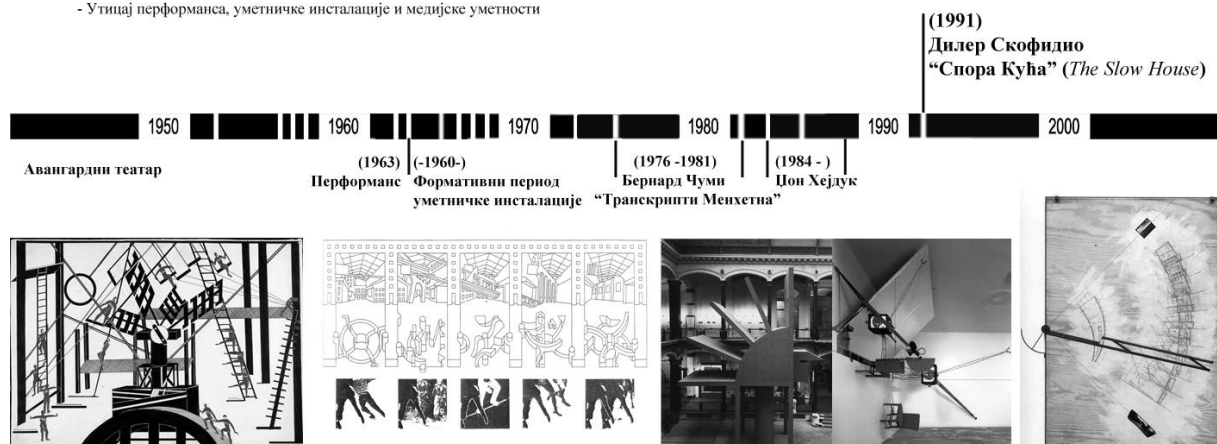 - Утицај перформанса, уметничке инсталације и медијске уметности
(1991)
Дилер Скофидио
“Спора Кућа” (The Slow House)
1950 1960 1970 1980 1990 2000
Авангардни театар
(1963)
Перформанс
(-1960-)
Формативни период
уметничке инсталације
(1976 -1981)
Бернард Чуми
“Транскрипти Менхетна”
(1984 - )
Џон Хејдук